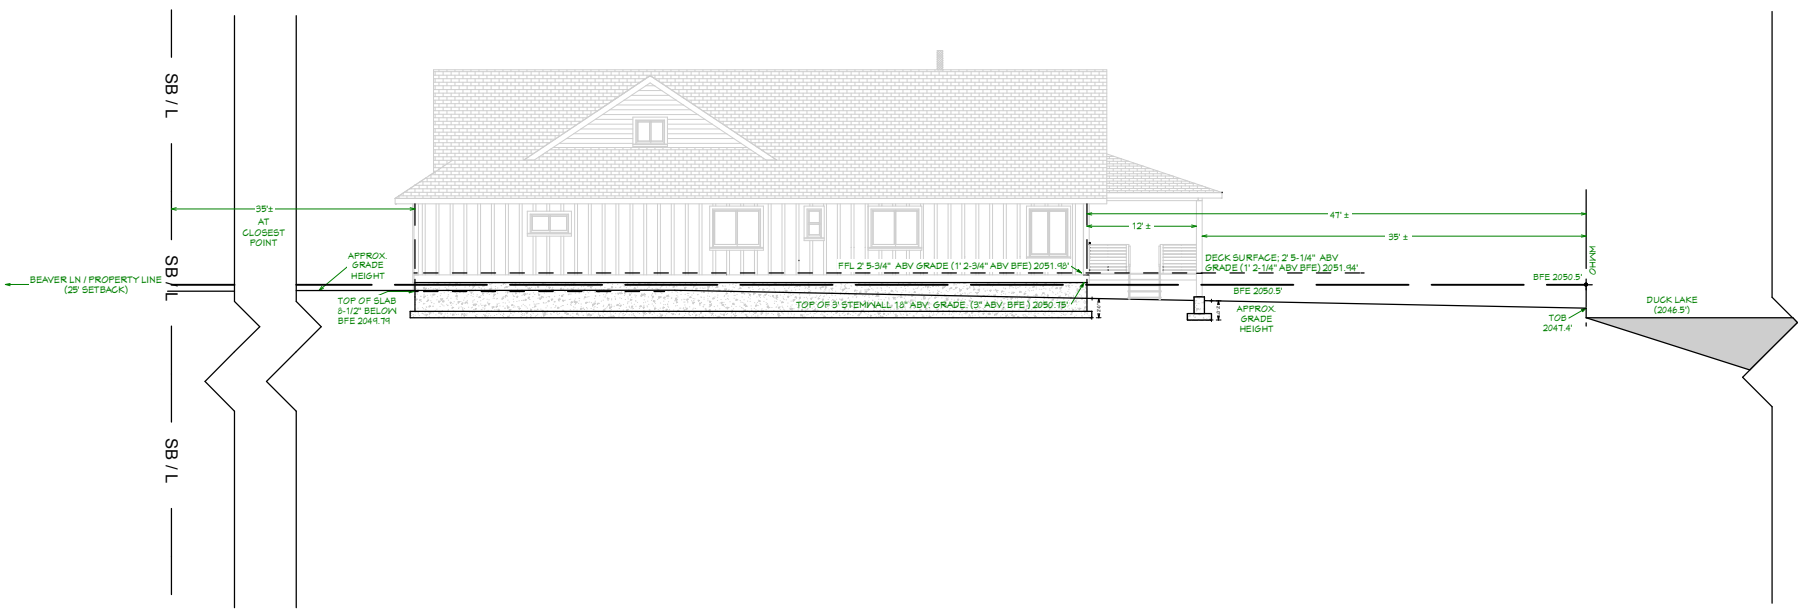 SB / L
35'±
AT
CLOSEST
POINT
47' ±
12' ±
35' ±
SB / L
APPROX.
GRADE
HEIGHT
BEAVER LN / PROPERTY LINE
(25' SETBACK)
FFL 2' 5-3/4" ABV GRADE (1' 2-3/4" ABV BFE) 2051.98'
DECK SURFACE; 2' 5-1/4" ABV
GRADE (1' 2-1/4" ABV BFE) 2051.94'
IMWHO
BFE 2050.5'
BFE 2050.5'
TOP OF SLAB
8-1/2" BELOW
BFE 2049.79
TOP OF 3' STEMWALL 18" ABV. GRADE. (3" ABV, BFE ) 2050.75'
APPROX.
GRADE
HEIGHT
DUCK LAKE
(2046.5')
TOB
2047.4'
SB / L